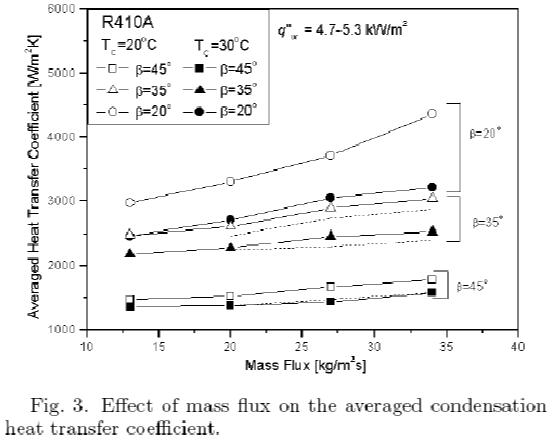 6000
5000
4000
3000
2000
1000
10
15
20
25
30
35
40
Averaged Heat Transfer Coefficient [W/m²K]
Mass Flux [kg/m²s]
R410A
T_c=20°C T_c=30°C
β=45° β=45°
β=35° β=35°
β=20° β=20°
= 4.7-5.3 kW/m²
β=20°
β=35°
β=45°
Fig. 3. Effect of mass flux on the averaged condensation
heat transfer coefficient.